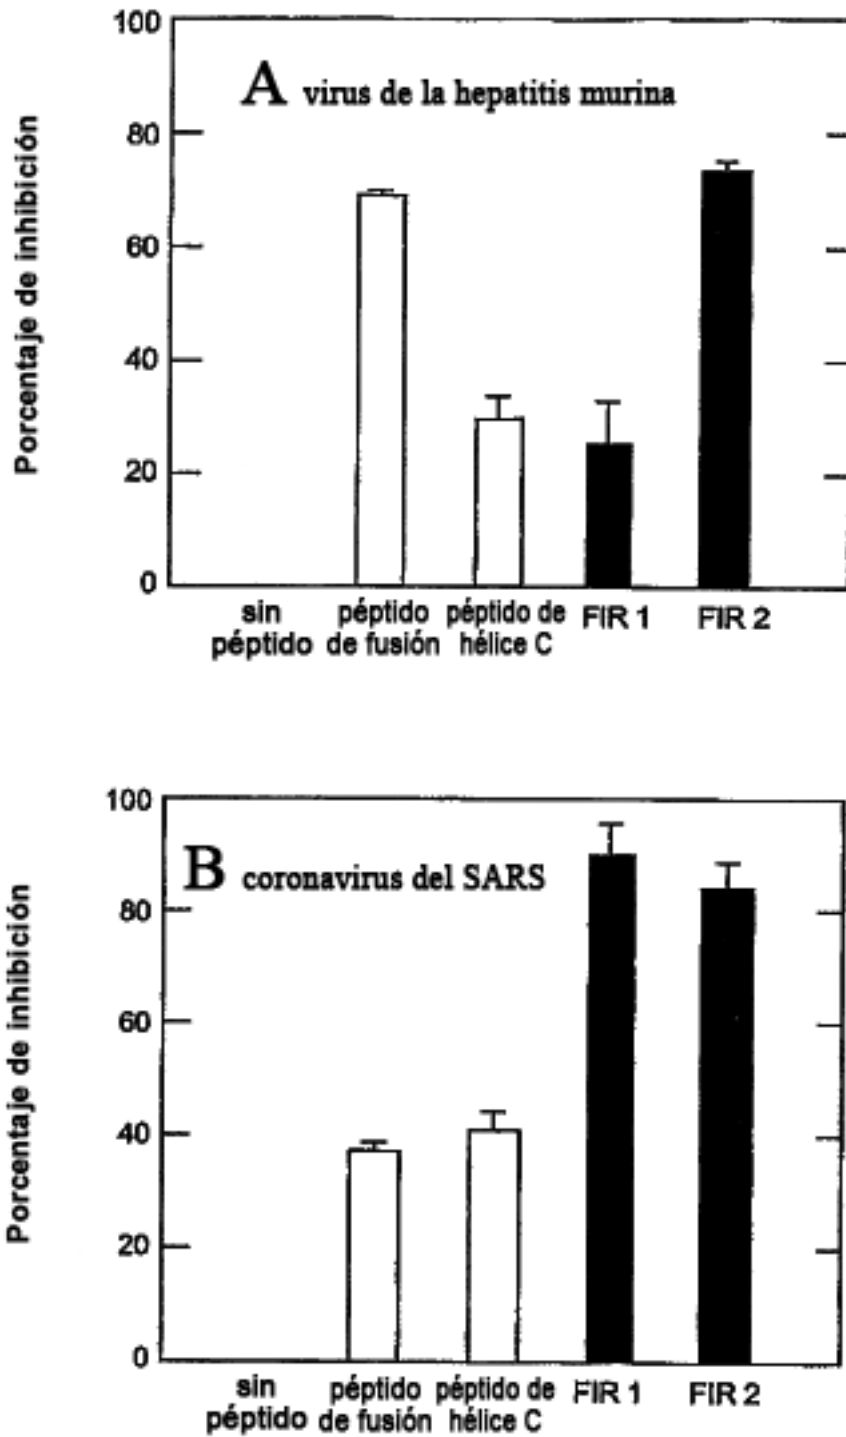 100
A virus de la hepatitis murina
80
60
40
20
0
Porcentaje de inhibición
sin péptido
péptido de fusión
péptido de hélice C
FIR 1
FIR 2
100
B coronavirus del SARS
80
60
40
20
0
Porcentaje de inhibición
sin péptido
péptido de fusión
péptido de hélice C
FIR 1
FIR 2